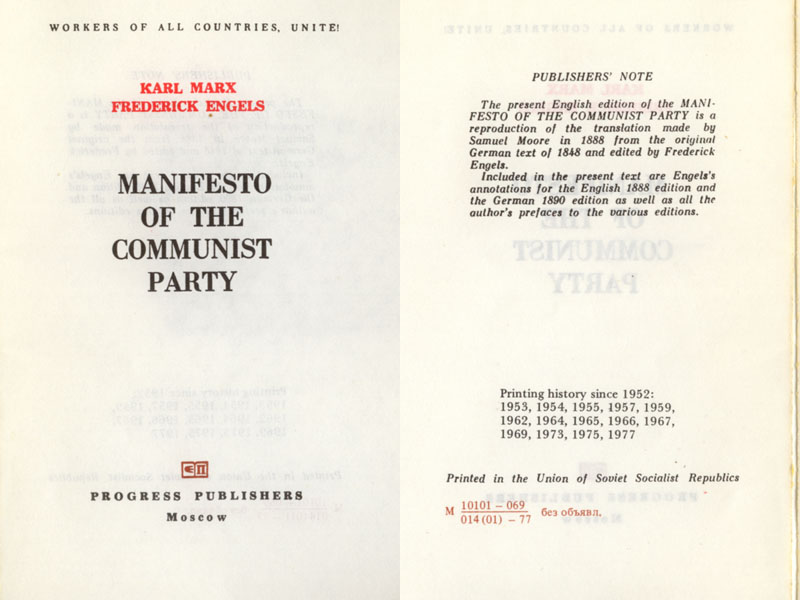 WORKERS OF ALL COUNTRIES, UNITE!
KARL MARX
FREDERICK ENGELS
MANIFESTO
OF THE
COMMUNIST
PARTY
PROGRESS PUBLISHERS
Moscow
PUBLISHERS' NOTE
The present English edition of the MANI-
FESTO OF THE COMMUNIST PARTY is a
reproduction of the translation made by
Samuel Moore in 1888 from the original
German text of 1848 and edited by Frederick
Engels.
Included in the present text are Engels's
annotations for the English 1888 edition and
the German 1890 edition as well as all the
author's prefaces to the various editions.
Printing history since 1952:
1953, 1954, 1955, 1957, 1959,
1962, 1964, 1965, 1966, 1967,
1969, 1973, 1975, 1977
Printed in the Union of Soviet Socialist Republics
М 10101 – 069
014(01) – 77 без объявл.